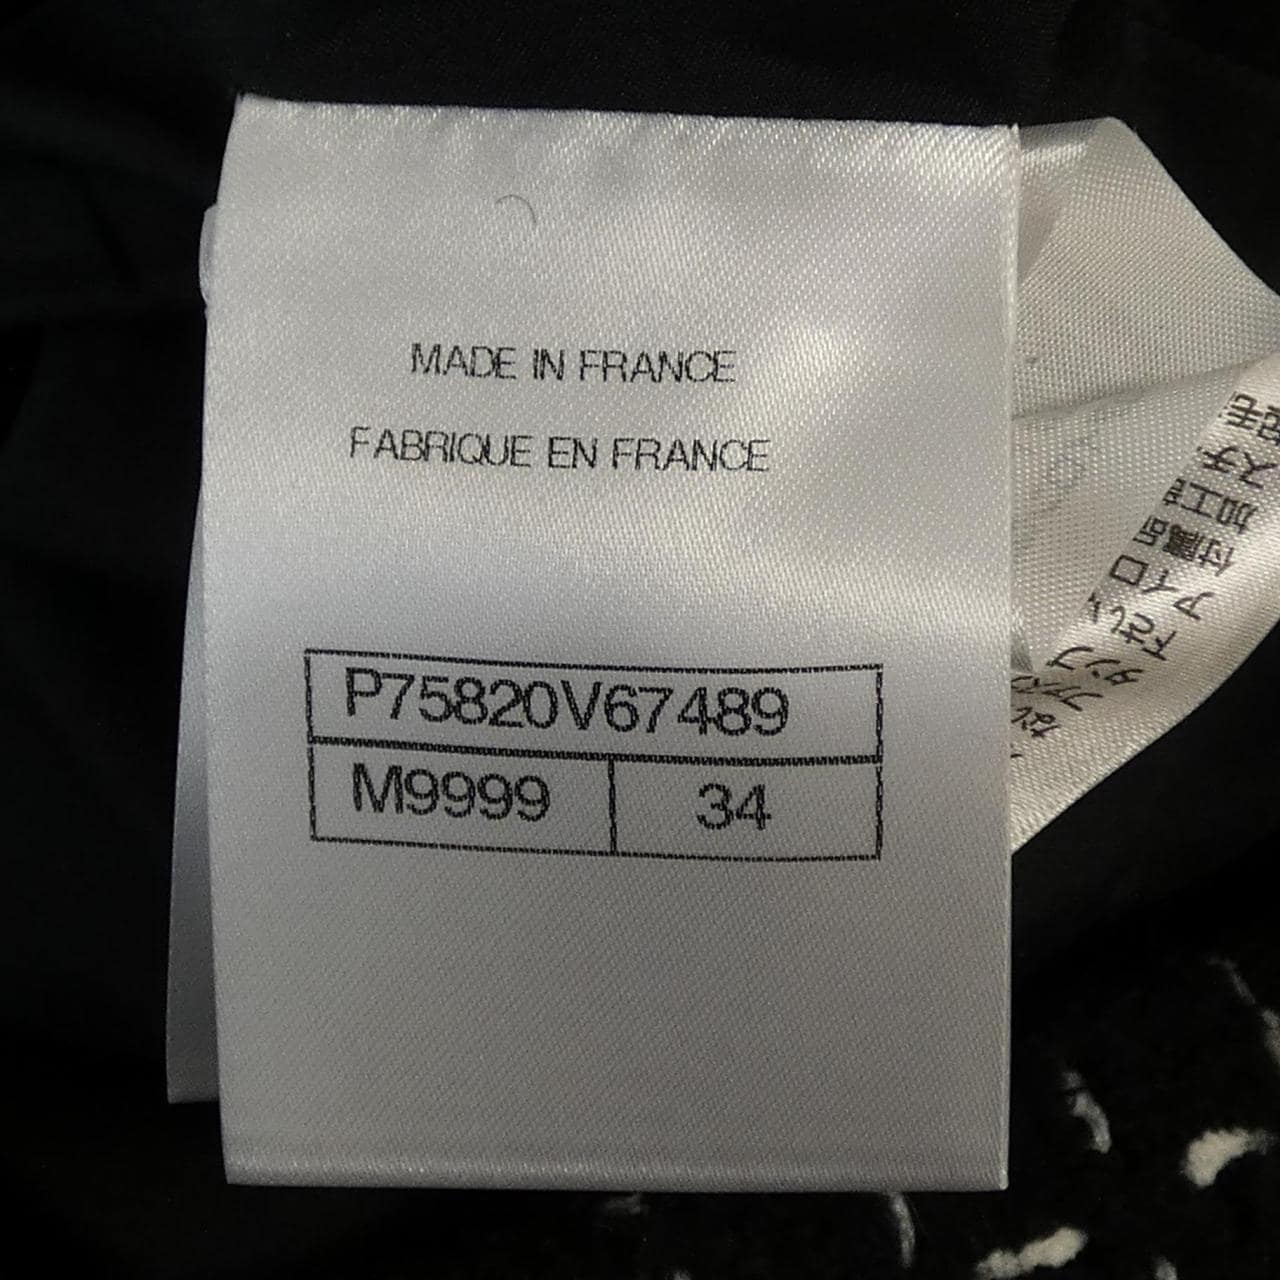 MADE IN FRANCE
FABRIQUE EN FRANCE
P75820V67489
M9999 34